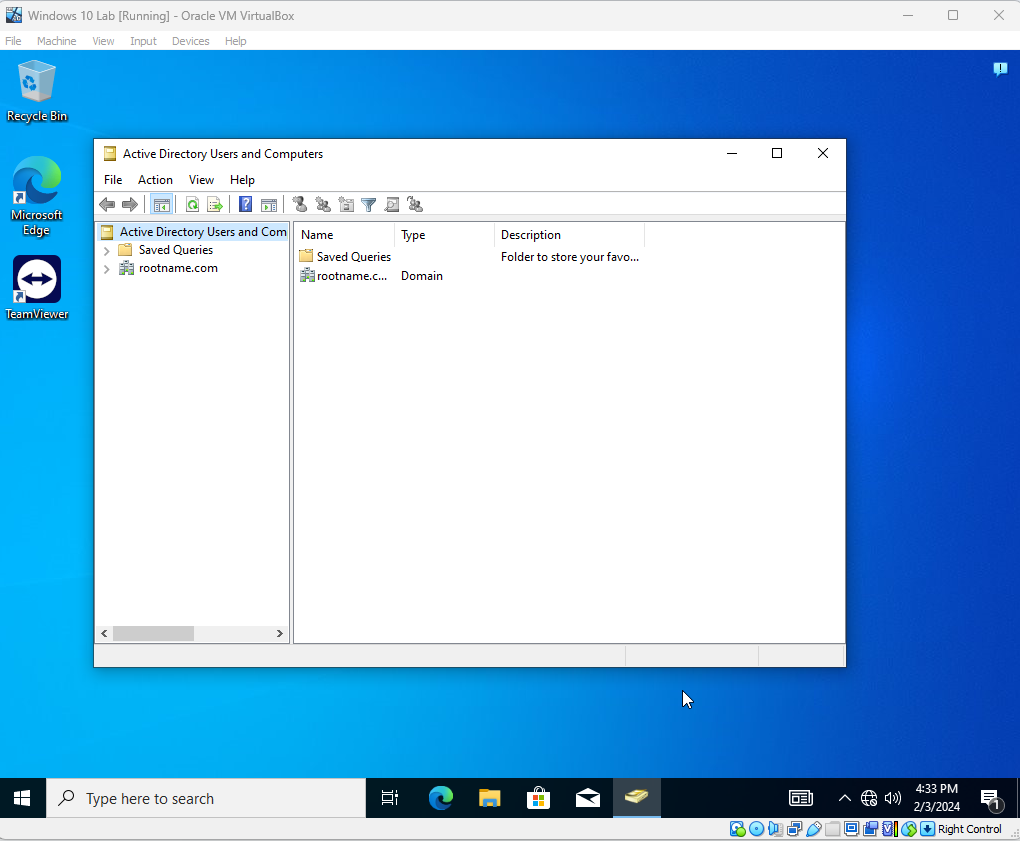 Windows 10 Lab [Running] - Oracle VM VirtualBox
File Machine View Input Devices Help
Recycle Bin
Microsoft
Edge
TeamViewer
Active Directory Users and Computers
File Action View Help
Active Directory Users and Com
Saved Queries
rootname.com
Name Type Description
Saved Queries Folder to store your favo...
rootname.c... Domain
Type here to search
4:33 PM
2/3/2024
1
Right Control